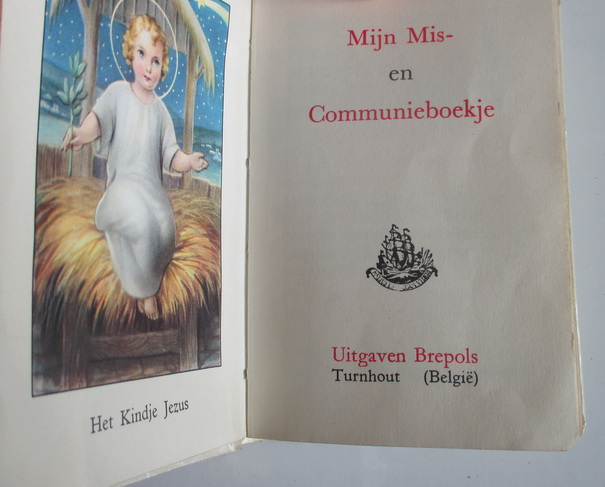 Het Kindje Jezus
Mijn Mis-
en
Communieboekje
Uitgaven Brepols
Turnhout (België)